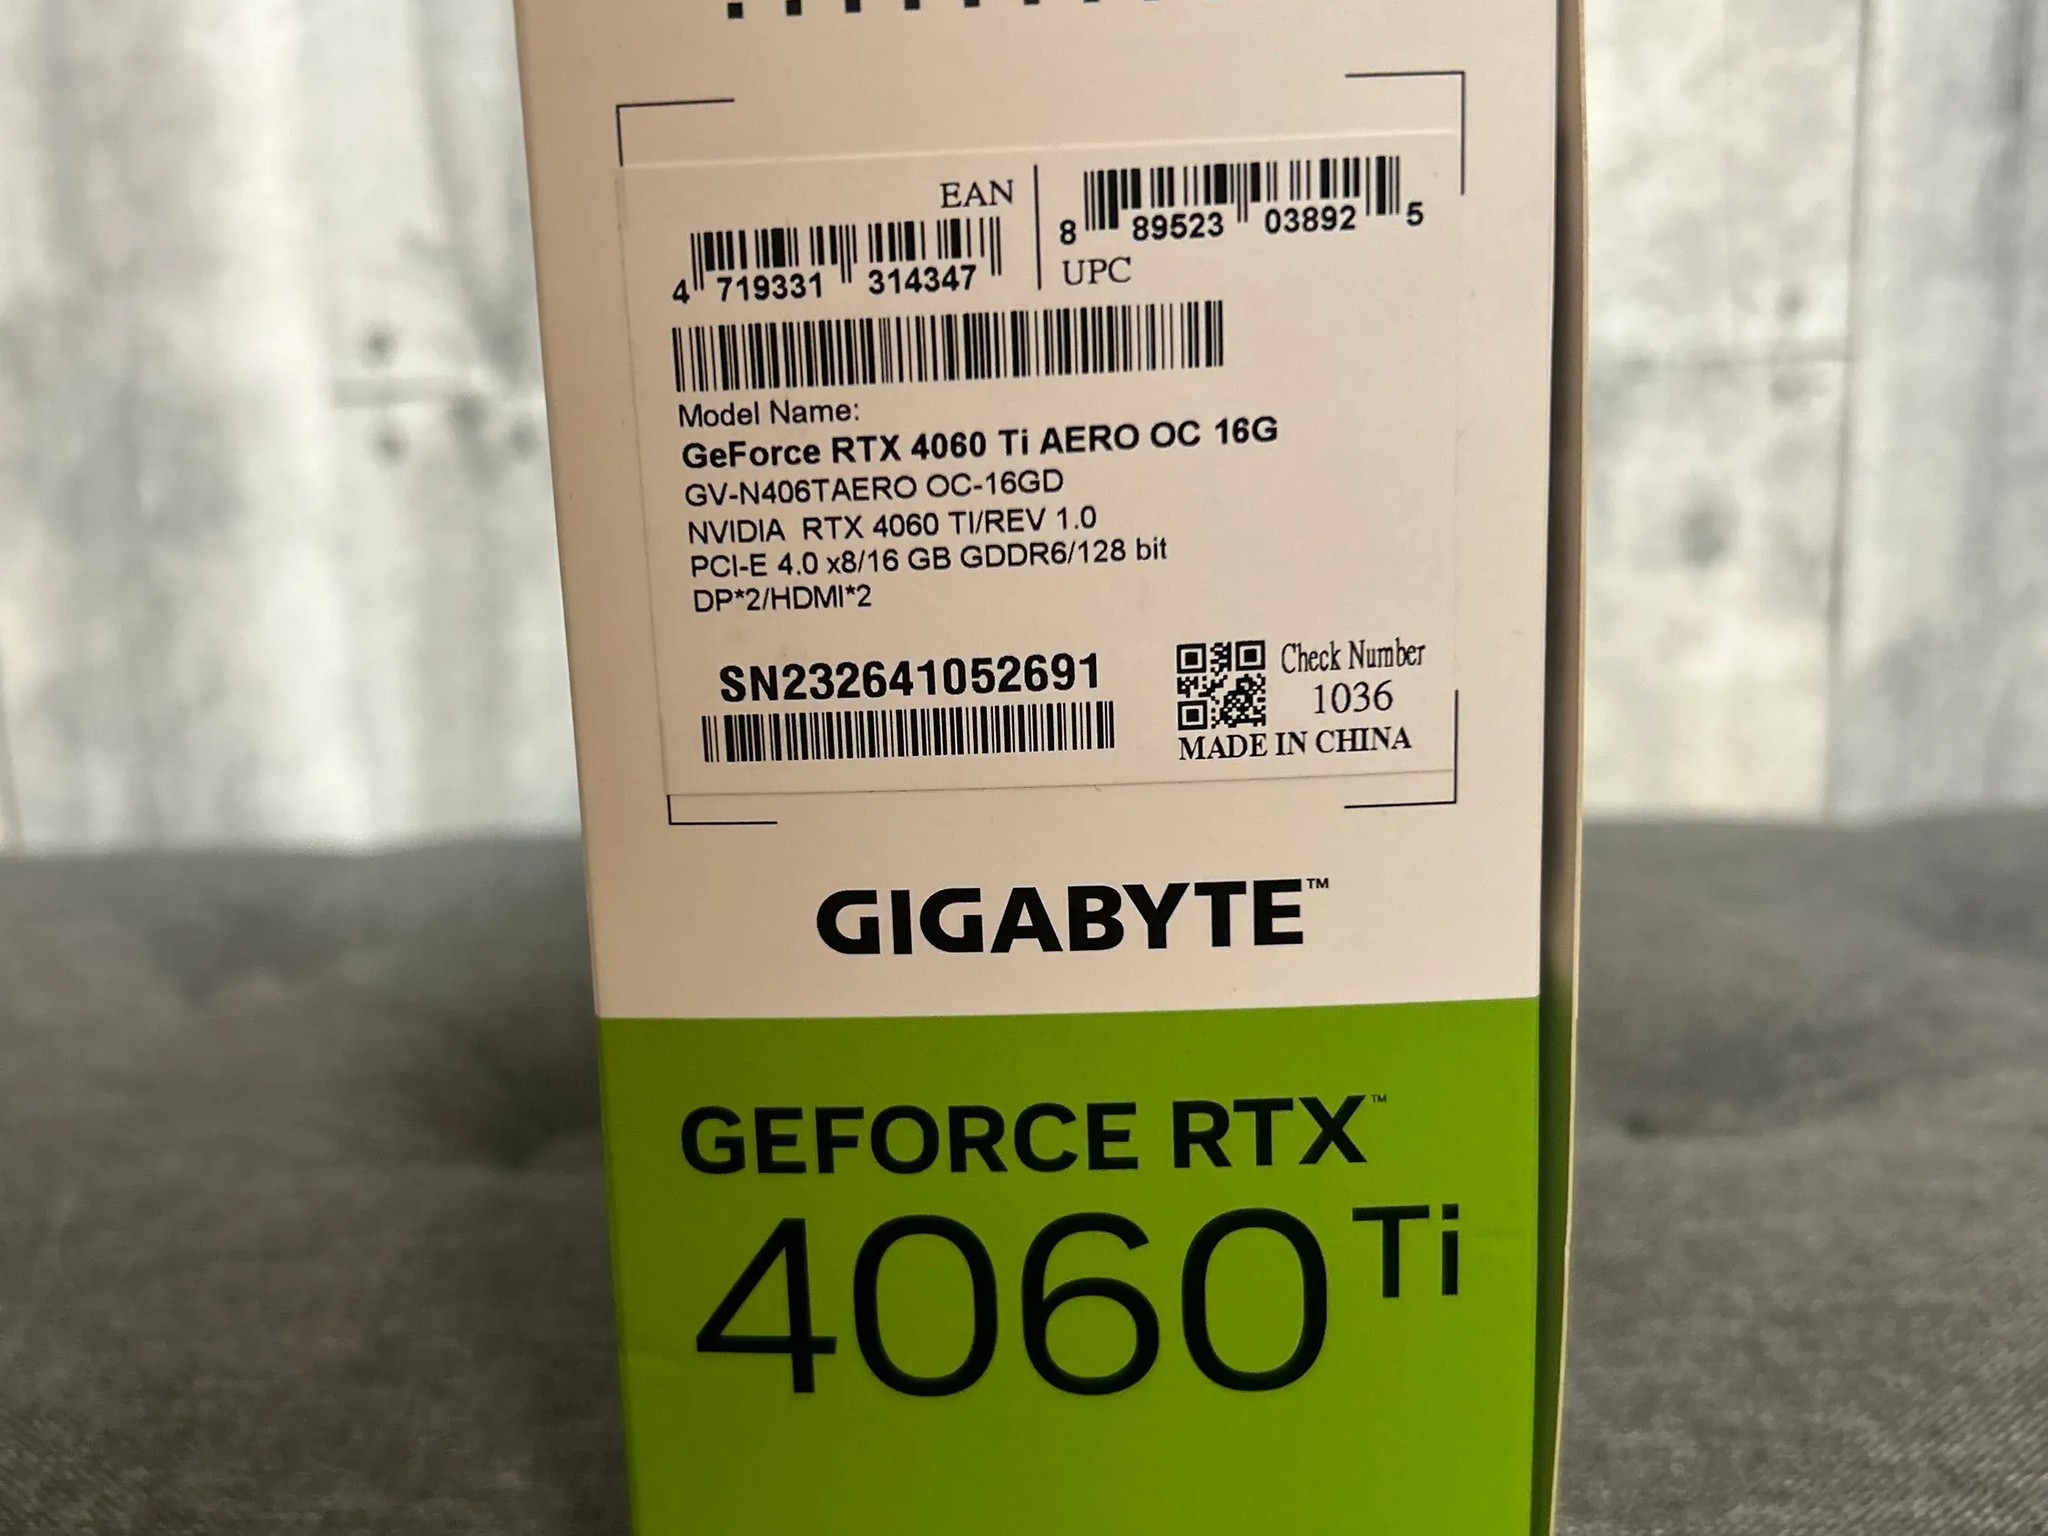 EAN
4 719331 314347
8 89523 03892 5
UPC
Model Name:
GeForce RTX 4060 Ti AERO OC 16G
GV-N406TAERO OC-16GD
NVIDIA RTX 4060 TI/REV 1.0
PCI-E 4.0 x8/16 GB GDDR6/128 bit
DP*2/HDMI*2
SN232641052691
Check Number
1036
MADE IN CHINA
GIGABYTE™
GEFORCE RTX™
4060 Ti